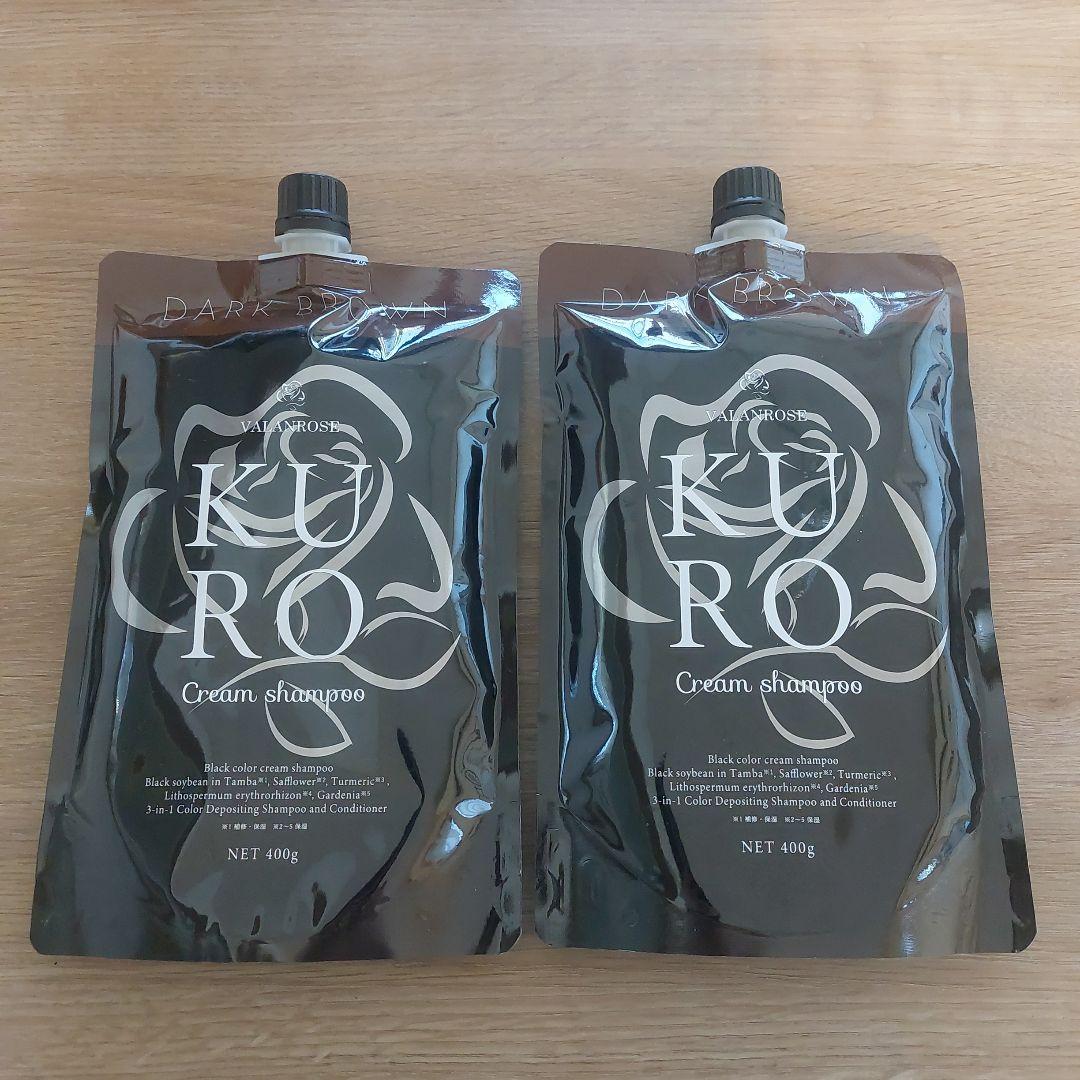 DARK BROWN
VALANROSE
KU
RO
Cream shampoo
Black color cream shampoo
Black soybean in Tamba※1, Safflower※2, Turmeric※3,
Lithospermum erythrorhizon※4, Gardenia※5
3-in-1 Color Depositing Shampoo and Conditioner
※1 補修・保湿 ※2~5 保湿
NET 400g
DARK BROWN
VALANROSE
KU
RO
Cream shampoo
Black color cream shampoo
Black soybean in Tamba※1, Safflower※2, Turmeric※3,
Lithospermum erythrorhizon※4, Gardenia※5
3-in-1 Color Depositing Shampoo and Conditioner
※1 補修・保湿 ※2~5 保湿
NET 400g